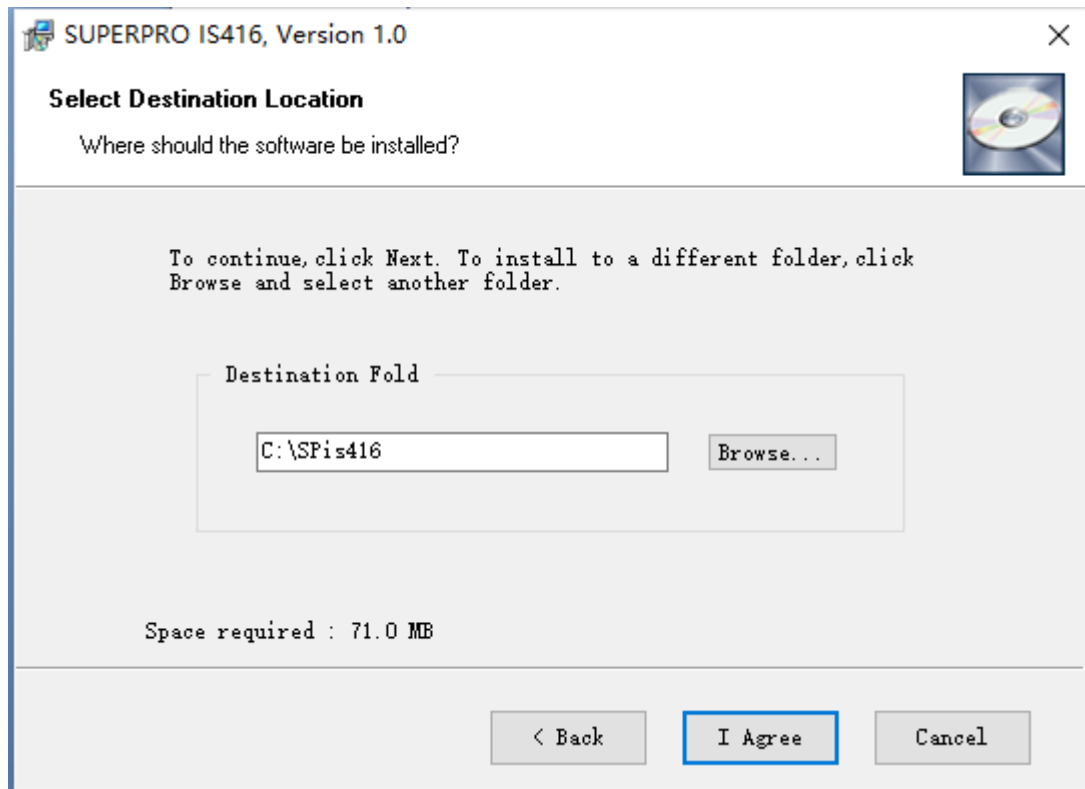 SUPERPRO IS416, Version 1.0
Select Destination Location
Where should the software be installed?
To continue,click Next. To install to a different folder,click
Browse and select another folder.
Destination Fold
C:\SPis416
Browse...
Space required : 71.0 MB
< Back
I Agree
Cancel